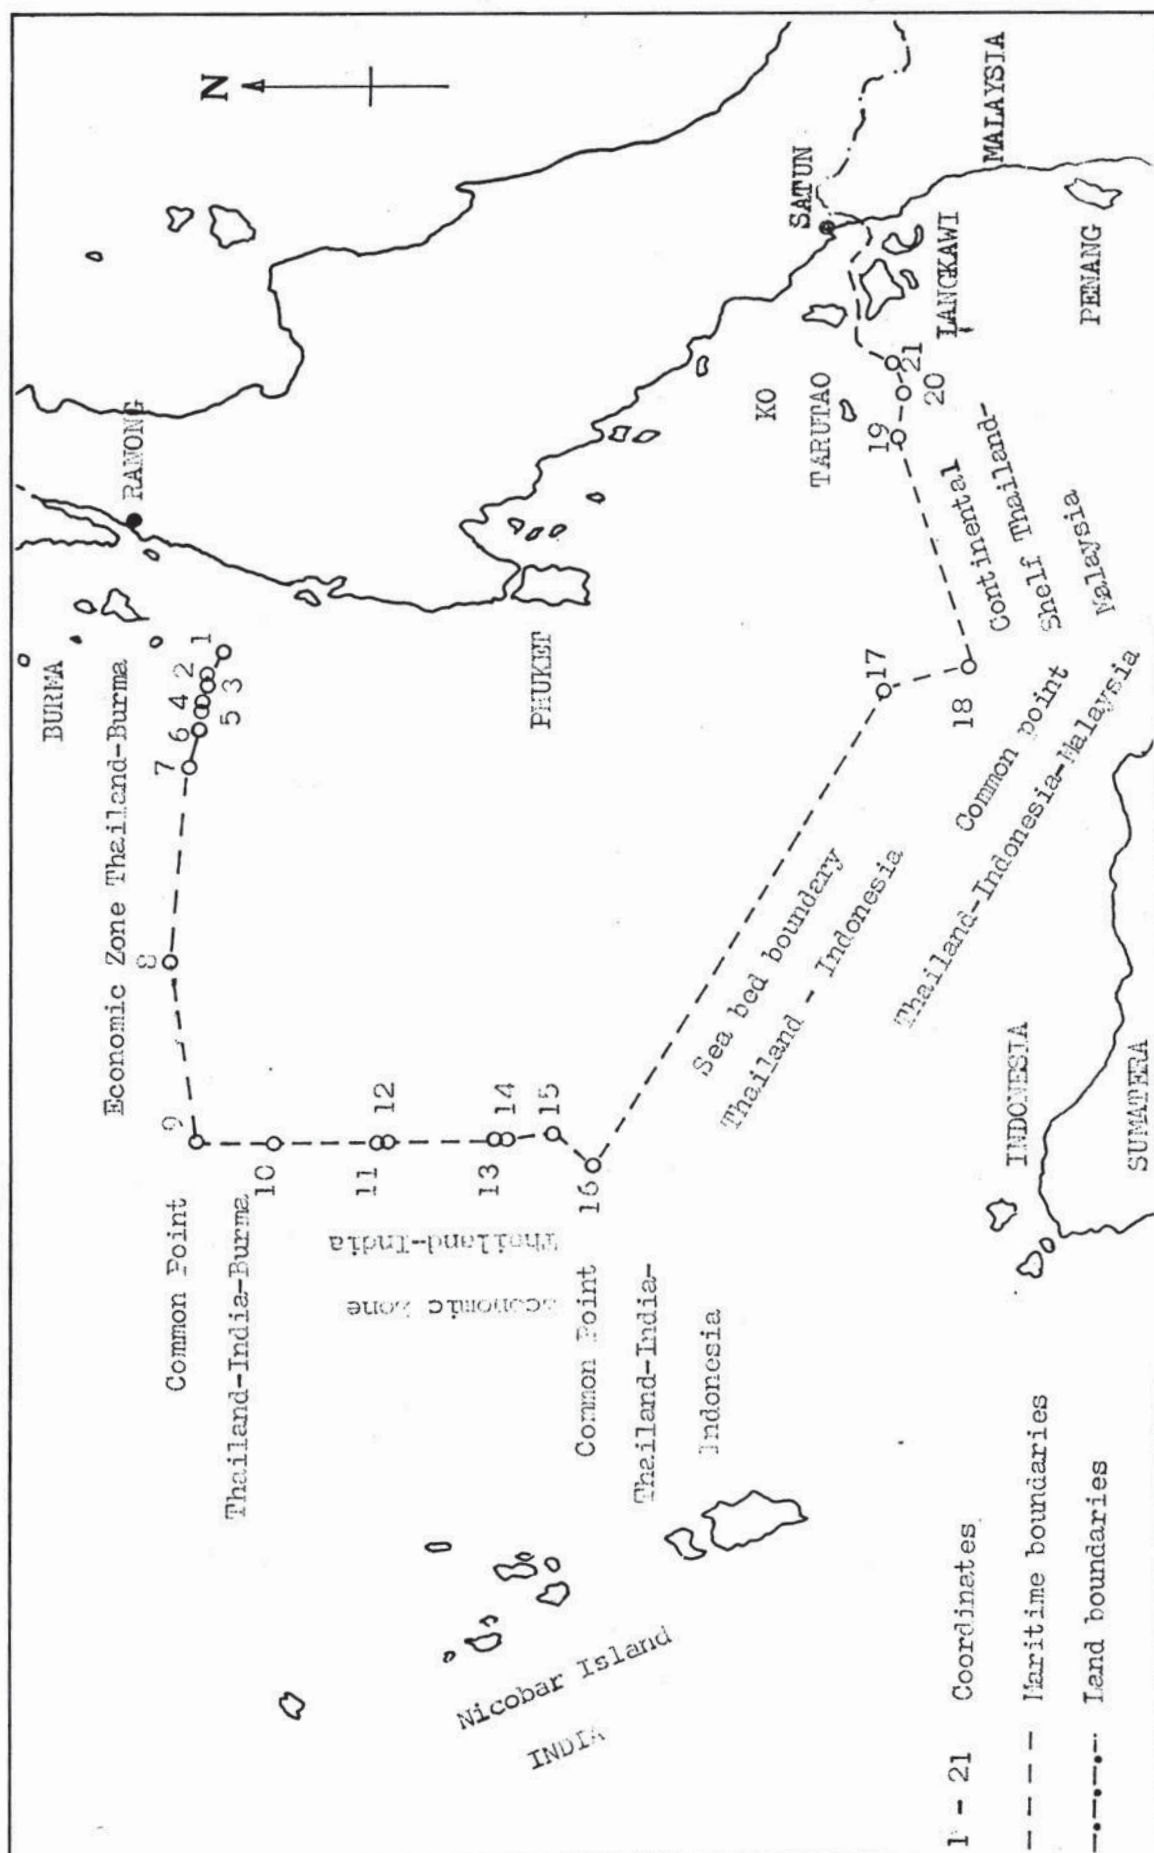 N
BURMA
RANONG
Economic Zone Thailand-Burma
1
2
3
4
5
6
7
8
9
Common Point
Thailand-India-Burma
10
11
12
13
14
15
16
Thailand-India
Economic Zone
Common Point
Thailand-India-
Indonesia
PHUKET
Sea bed boundary
Thailand - Indonesia
17
18
Common point
Thailand-Indonesia-Malaysia
Continental
Shelf Thailand-
Malaysia
19
20
21
KO
TARUTAO
SATUN
LANGKAWI
MALAYSIA
PENANG
INDONESIA
SUMATERA
Nicobar Island
INDIA
1 - 21 Coordinates
Maritime boundaries
Land boundaries